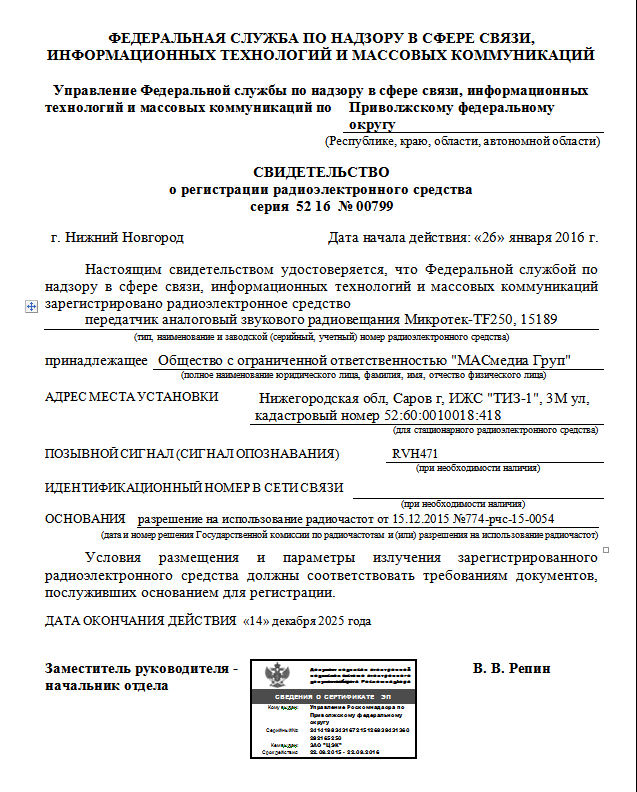 ФЕДЕРАЛЬНАЯ СЛУЖБА ПО НАДЗОРУ В СФЕРЕ СВЯЗИ,
ИНФОРМАЦИОННЫХ ТЕХНОЛОГИЙ И МАССОВЫХ КОММУНИКАЦИЙ
Управление Федеральной службы по надзору в сфере связи, информационных
технологий и массовых коммуникаций по Приволжскому федеральному
округу
(Республике, краю, области, автономной области)
СВИДЕТЕЛЬСТВО
о регистрации радиоэлектронного средства
серия 52 16 № 00799
г. Нижний Новгород Дата начала действия: «26» января 2016 г.
Настоящим свидетельством удостоверяется, что Федеральной службой по
надзору в сфере связи, информационных технологий и массовых коммуникаций
зарегистрировано радиоэлектронное средство
передатчик аналоговый звукового радиовещания Микротек-TF250, 15189
(тип, наименование и заводской (серийный, учетный) номер радиоэлектронного средства)
принадлежащее Общество с ограниченной ответственностью "МАСмедиа Груп"
(полное наименование юридического лица, фамилия, имя, отчество физического лица)
АДРЕС МЕСТА УСТАНОВКИ Нижегородская обл, Саров г, ИЖС "ТИЗ-1", 3М ул,
кадастровый номер 52:60:0010018:418
(для стационарного радиоэлектронного средства)
ПОЗЫВНОЙ СИГНАЛ (СИГНАЛ ОПОЗНАВАНИЯ) RVH471
(при необходимости наличия)
ИДЕНТИФИКАЦИОННЫЙ НОМЕР В СЕТИ СВЯЗИ
(при необходимости наличия)
ОСНОВАНИЯ разрешение на использование радиочастот от 15.12.2015 №774-рчс-15-0054
(дата и номер решения Государственной комиссии по радиочастотам и (или) разрешения на использование радиочастот)
Условия размещения и параметры излучения зарегистрированного
радиоэлектронного средства должны соответствовать требованиям документов,
послуживших основанием для регистрации.
ДАТА ОКОНЧАНИЯ ДЕЙСТВИЯ «14» декабря 2025 года
Заместитель руководителя - В. В. Репин
начальник отдела
СВЕДЕНИЯ О СЕРТИФИКАТЕ ЭП
Кому выдан: Управление Роскомнадзора по
Приволжскому федеральному
округу
Серийный №
Кем выдан: ЗАО "ЦЭК"
Срок действия: